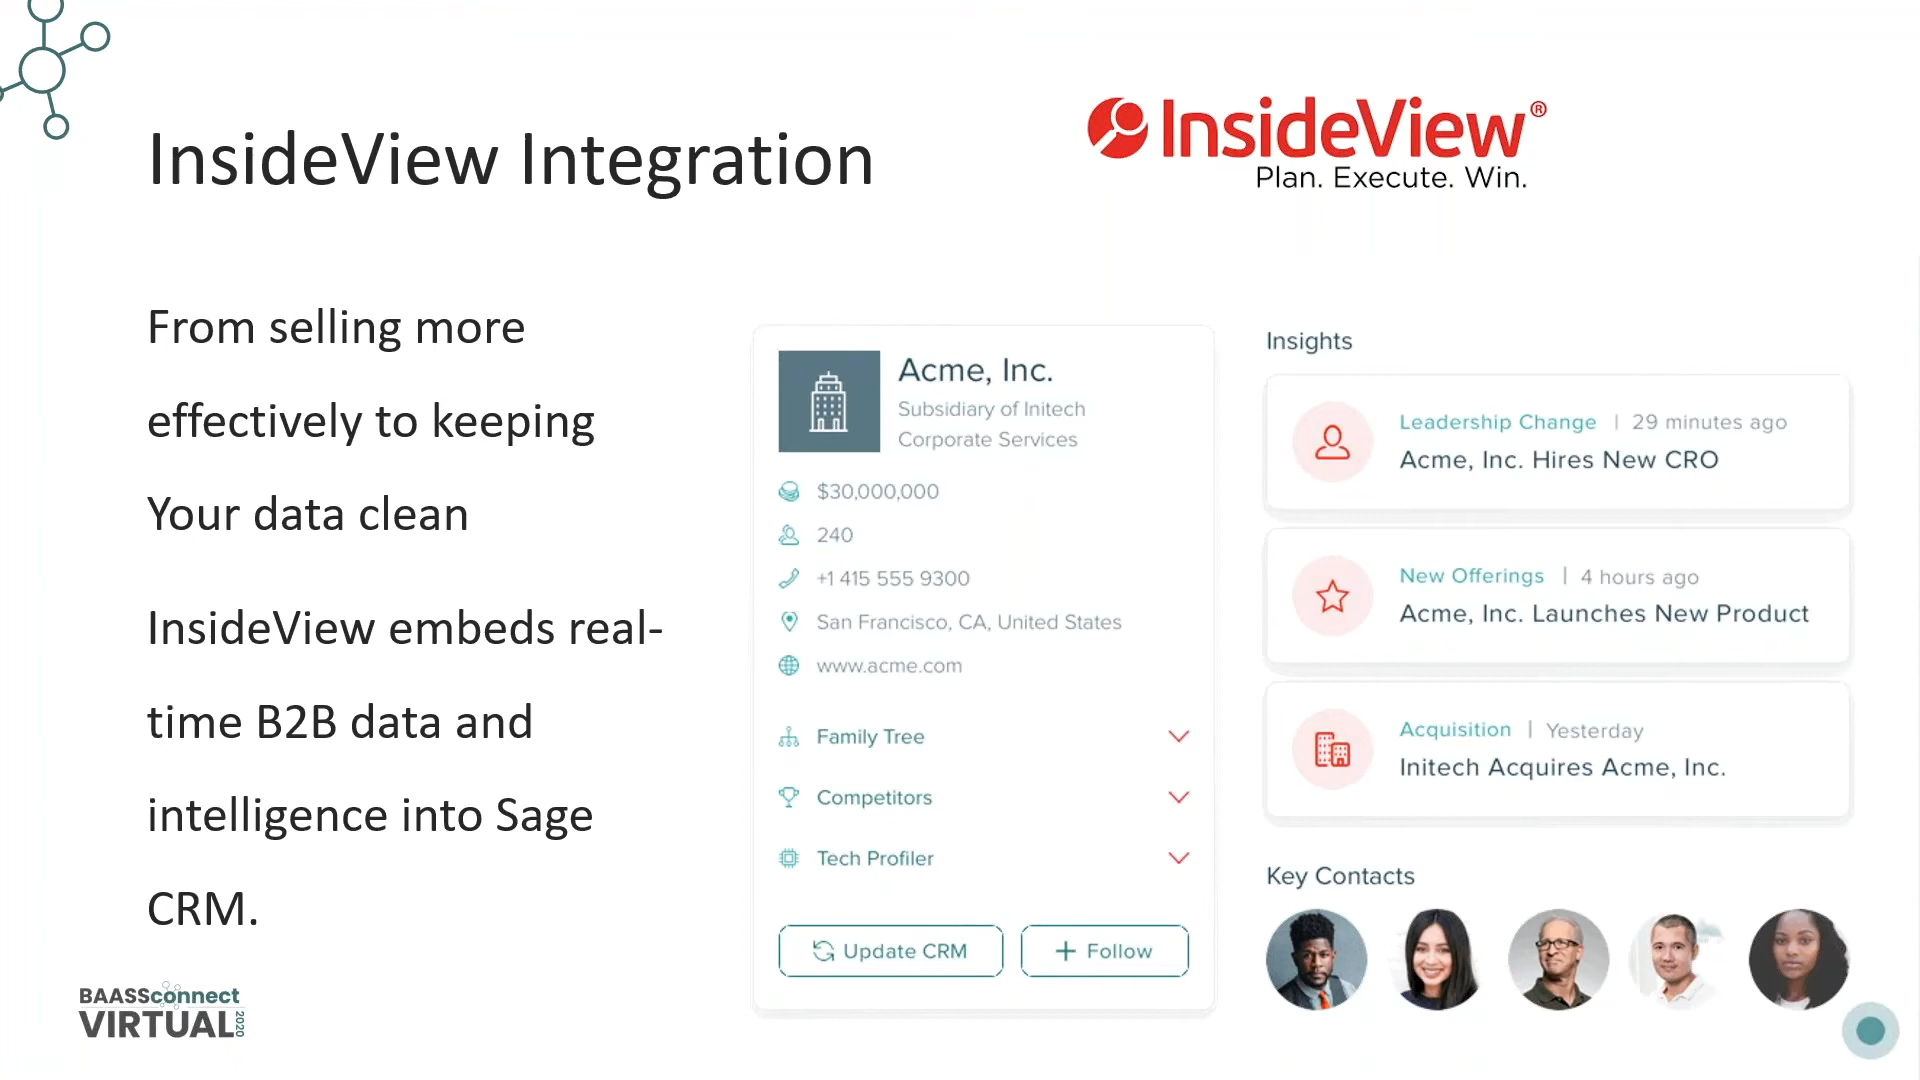 InsideView Integration
InsideView®
Plan. Execute. Win.
From selling more
effectively to keeping
Your data clean
InsideView embeds real-
time B2B data and
intelligence into Sage
CRM.
Acme, Inc.
Subsidiary of Initech
Corporate Services
$30,000,000
240
+1 415 555 9300
San Francisco, CA, United States
www.acme.com
Family Tree
Competitors
Tech Profiler
Update CRM
+ Follow
Insights
Leadership Change | 29 minutes ago
Acme, Inc. Hires New CRO
New Offerings | 4 hours ago
Acme, Inc. Launches New Product
Acquisition | Yesterday
Initech Acquires Acme, Inc.
Key Contacts
BAASSconnect
VIRTUAL 2020